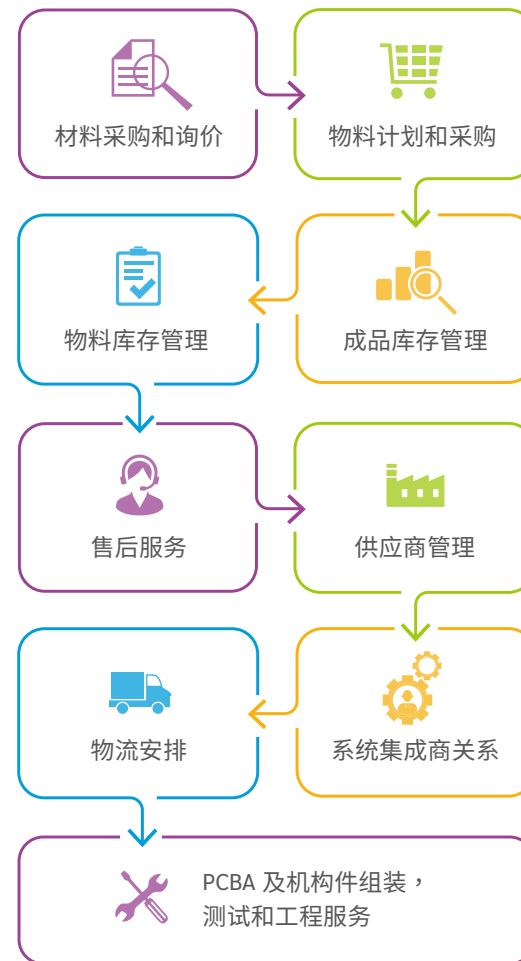 材料采购和询价
物料计划和采购
物料库存管理
成品库存管理
售后服务
供应商管理
物流安排
系统集成商关系
PCBA 及机构件组装，
测试和工程服务